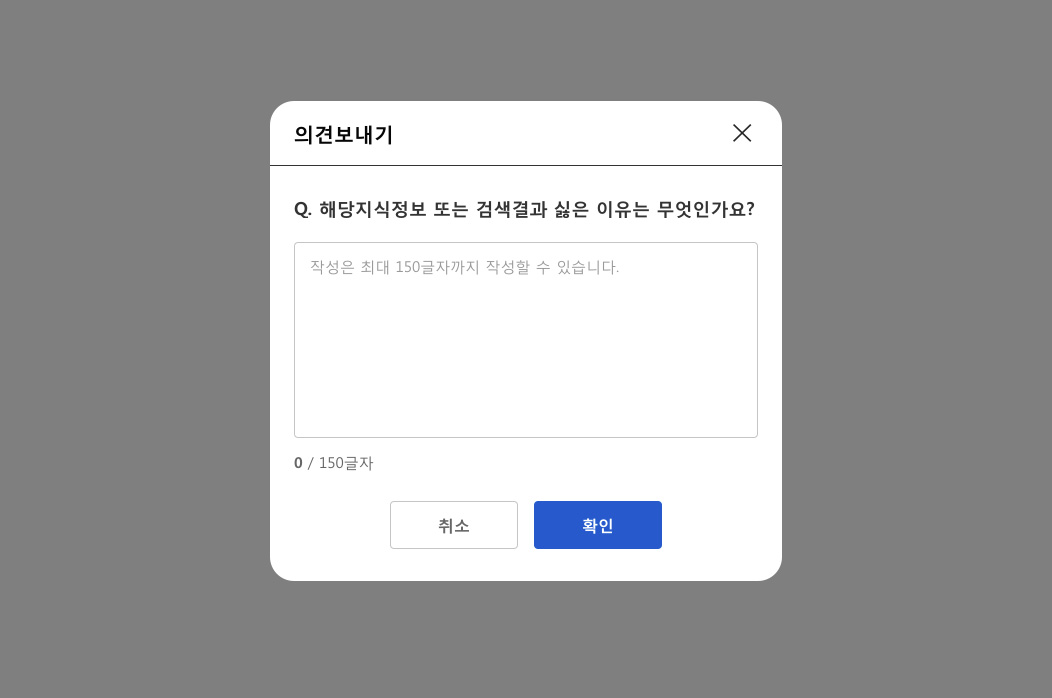 의견보내기
Q. 해당지식정보 또는 검색결과 싫은 이유는 무엇인가요?
작성은 최대 150글자까지 작성할 수 있습니다.
0 / 150글자
취소 확인